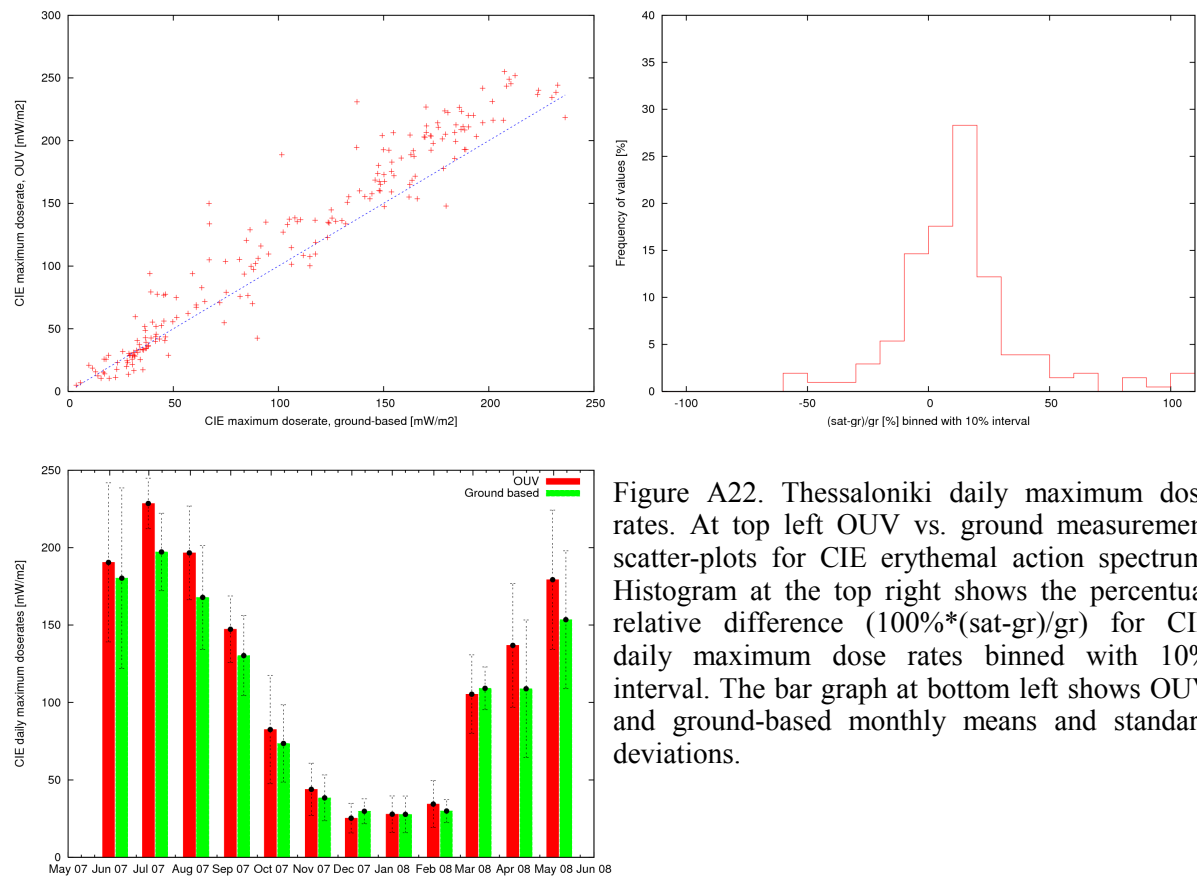 300
250
200
150
100
50
0
CIE maximum doserate, OUV [mW/m2]
0 50 100 150 200 250
CIE maximum doserate, ground-based [mW/m2]
40
35
30
25
20
15
10
5
0
Frequency of values [%]
-100 -50 0 50 100
(sat-gr)/gr [%] binned with 10% interval
250
200
150
100
50
0
CIE daily maximum doserates [mW/m2]
OUV
Ground based
May 07 Jun 07 Jul 07 Aug 07 Sep 07 Oct 07 Nov 07 Dec 07 Jan 08 Feb 08 Mar 08 Apr 08 May 08 Jun 08
Figure A22. Thessaloniki daily maximum dos
rates. At top left OUV vs. ground measuremen
scatter-plots for CIE erythemal action spectrum
Histogram at the top right shows the percentua
relative difference (100%*(sat-gr)/gr) for CI
daily maximum dose rates binned with 10%
interval. The bar graph at bottom left shows OUV
and ground-based monthly means and standar
deviations.